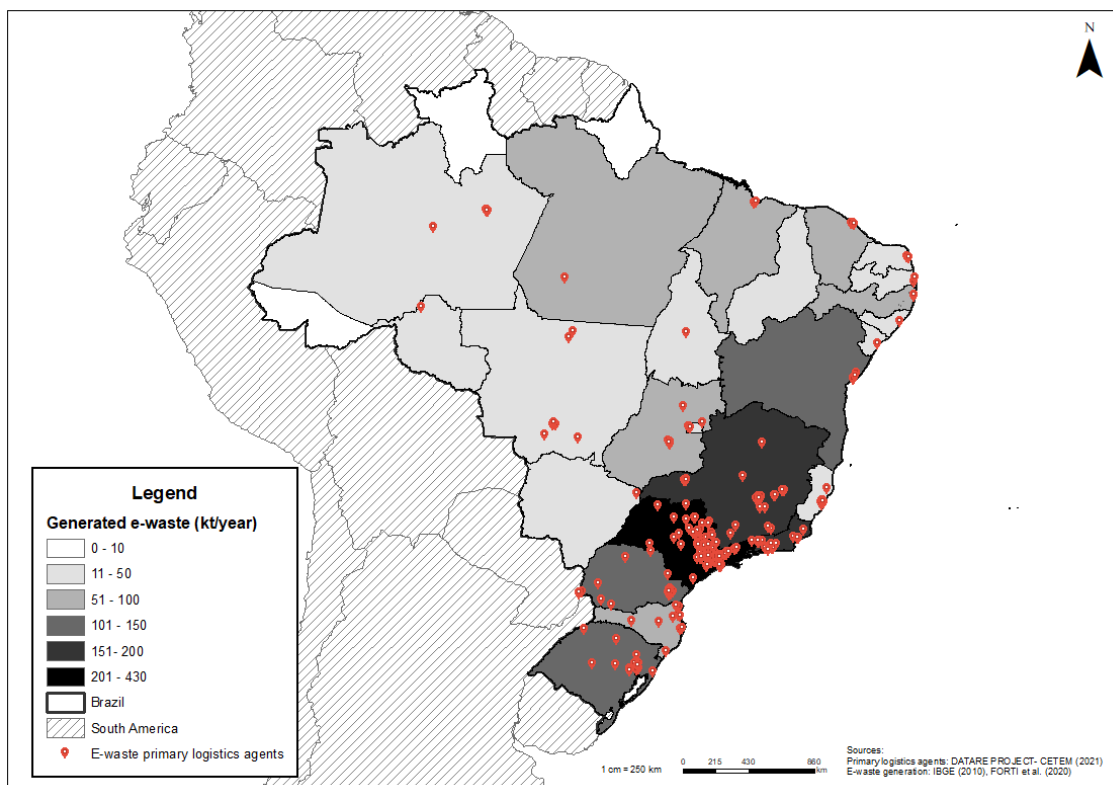 N
Legend
Generated e-waste (kt/year)
0 - 10
11 - 50
51 - 100
101 - 150
151- 200
201 - 430
Brazil
South America
E-waste primary logistics agents
1 cm = 250 km
0 215 430 860
km
Sources:
Primary logistics agents: DATARE PROJECT- CETEM (2021)
E-waste generation: IBGE (2010), FORTI et al. (2020)